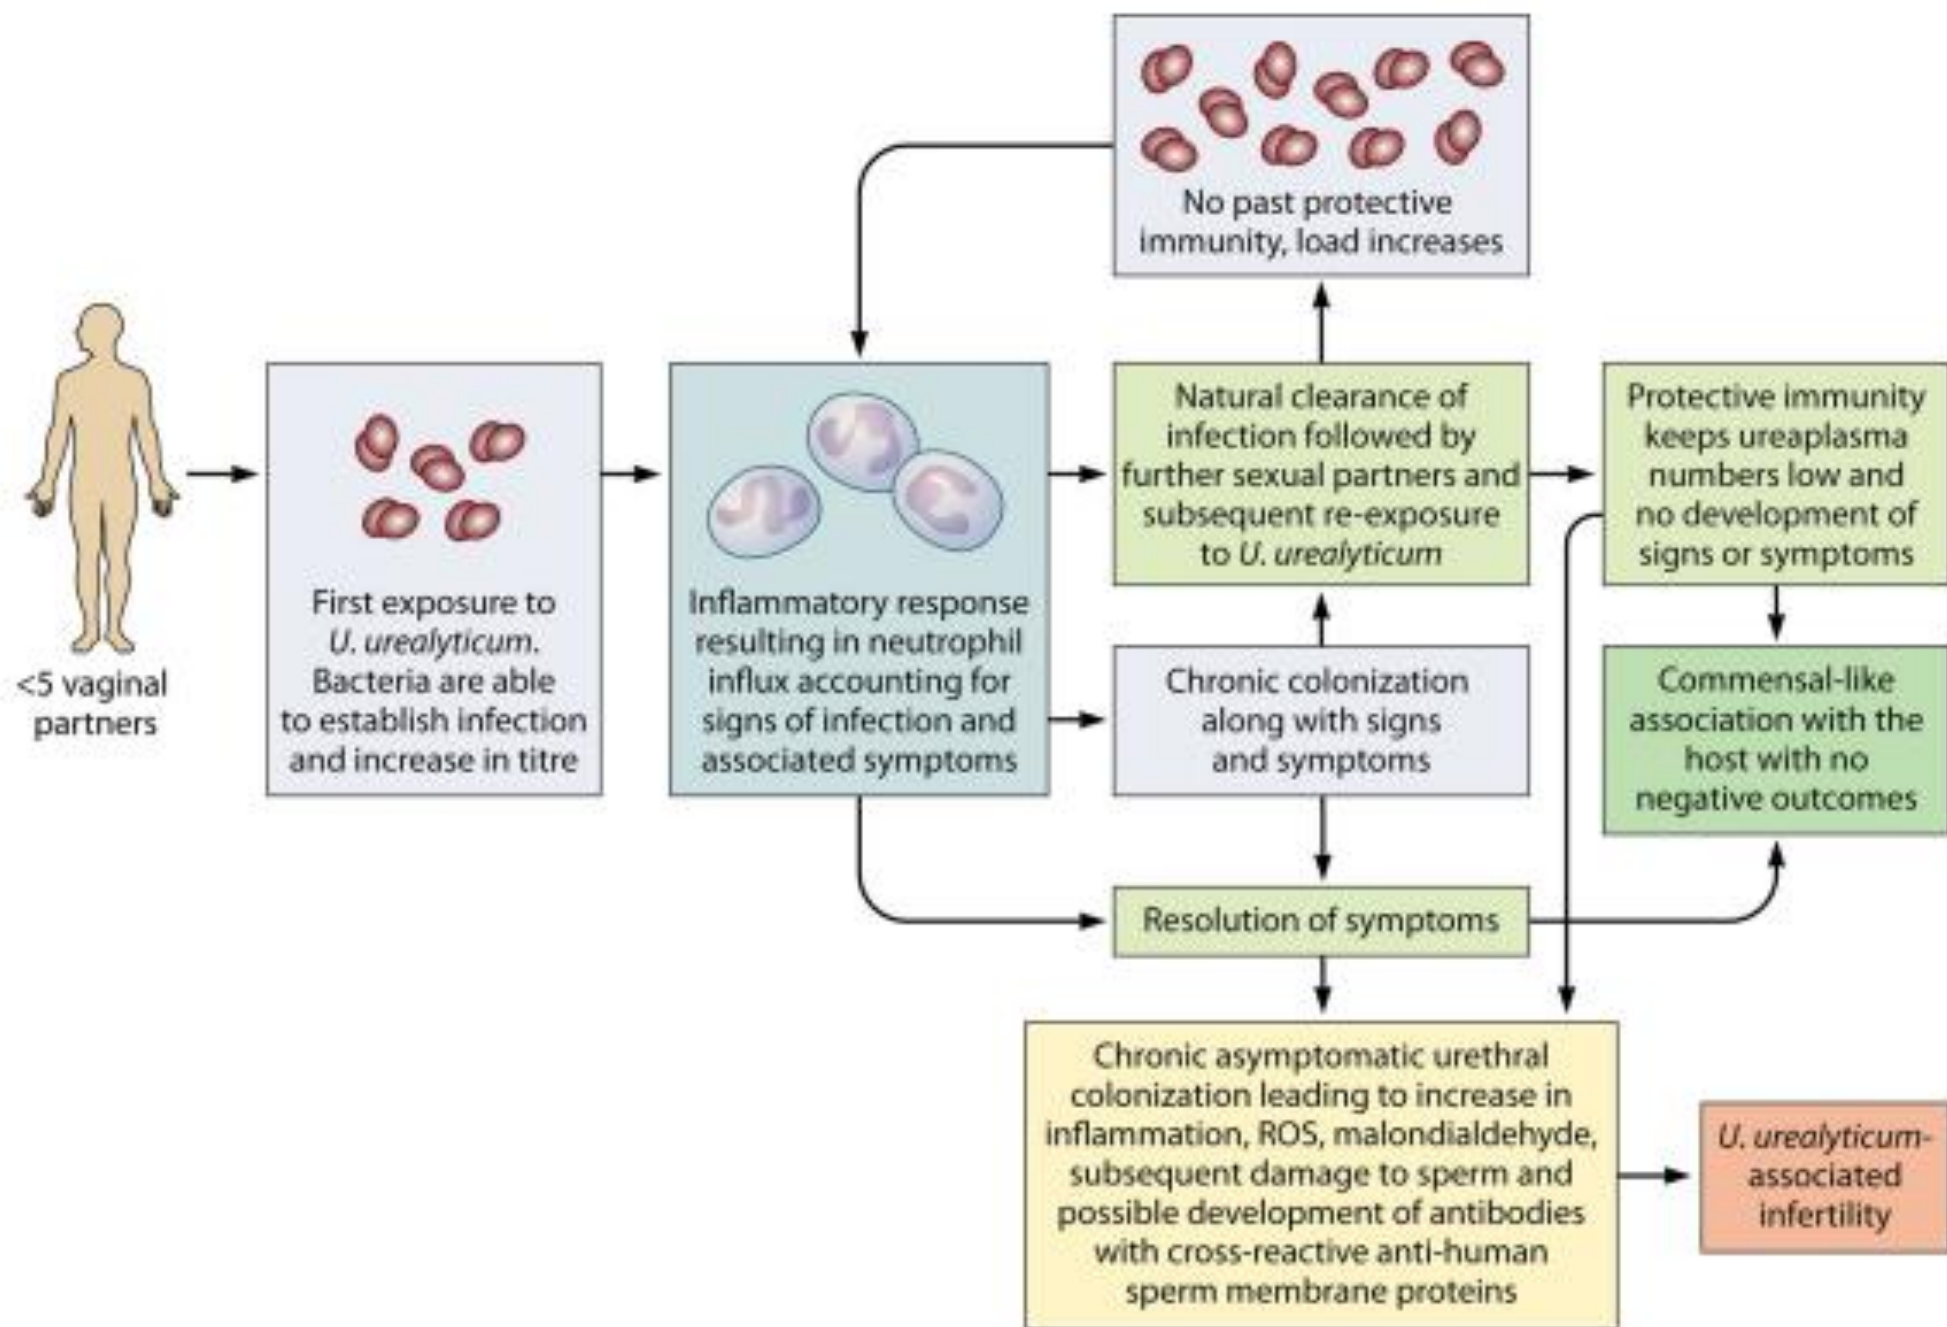 <5 vaginal
partners
First exposure to
U. urealyticum.
Bacteria are able
to establish infection
and increase in titre
Inflammatory response
resulting in neutrophil
influx accounting for
signs of infection and
associated symptoms
No past protective
immunity, load increases
Natural clearance of
infection followed by
further sexual partners and
subsequent re-exposure
to U. urealyticum
Chronic colonization
along with signs
and symptoms
Resolution of symptoms
Protective immunity
keeps ureaplasma
numbers low and
no development of
signs or symptoms
Commensal-like
association with the
host with no
negative outcomes
Chronic asymptomatic urethral
colonization leading to increase in
inflammation, ROS, malondialdehyde,
subsequent damage to sperm and
possible development of antibodies
with cross-reactive anti-human
sperm membrane proteins
U. urealyticum-
associated
infertility